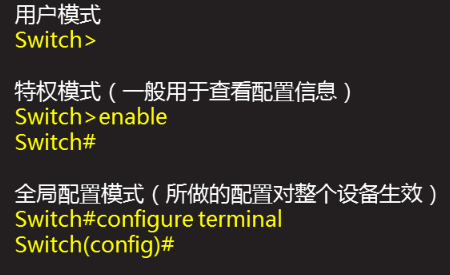 用户模式
Switch>
特权模式（一般用于查看配置信息）
Switch>enable
Switch#
全局配置模式（所做的配置对整个设备生效）
Switch#configure terminal
Switch(config)#